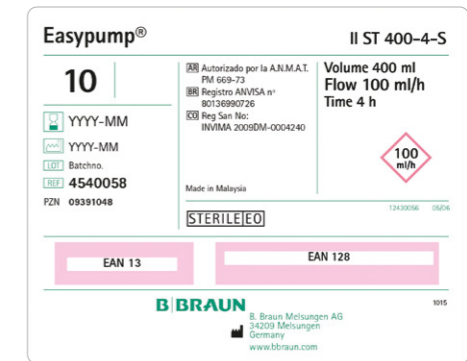 Easypump®
II ST 400-4-S
10
YYYY-MM
YYYY-MM
LOT Batchno.
REF 4540058
PZN 09391048
AR Autorizado por la A.N.M.A.T.
PM 669-73
BR Registro ANVISA nº
80136990726
CO Reg San No:
INVIMA 2009DM-0004240
Made in Malaysia
STERILE EO
Volume 400 ml
Flow 100 ml/h
Time 4 h
100
ml/h
12430056 05/06
EAN 13
EAN 128
B BRAUN
B. Braun Melsungen AG
34209 Melsungen
Germany
www.bbraun.com
1015